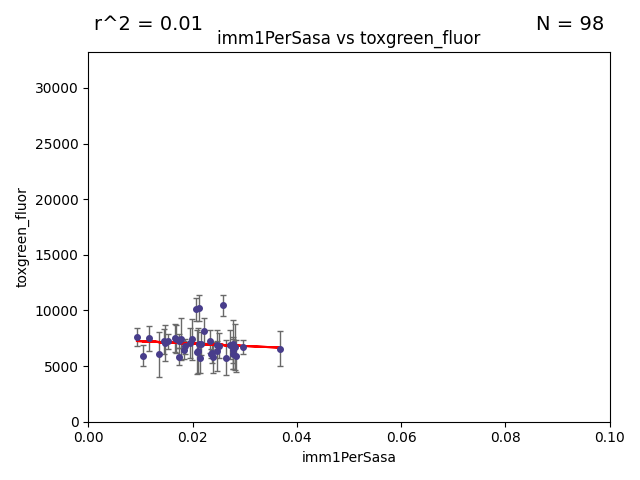 r^2 = 0.01
N = 98
imm1PerSasa vs toxgreen_fluor
30000
25000
20000
15000
10000
5000
0
toxgreen_fluor
0.00 0.02 0.04 0.06 0.08 0.10
imm1PerSasa